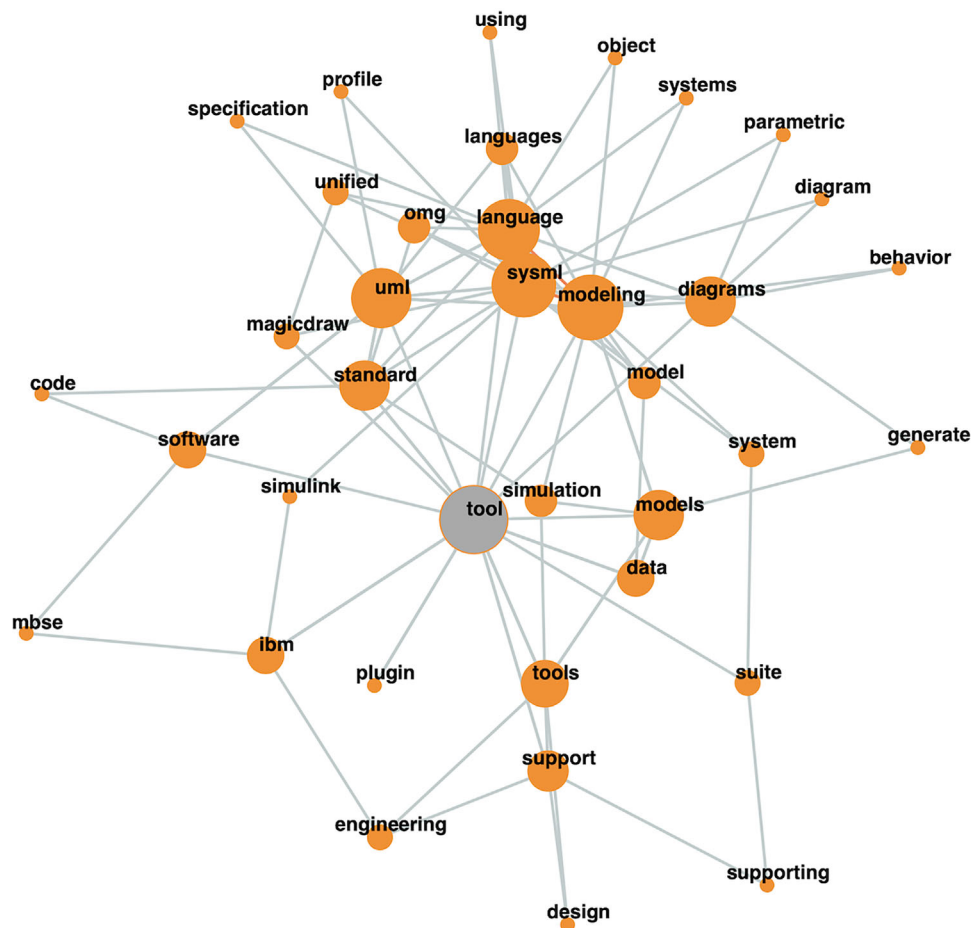 using
object
profile
systems
specification
parametric
languages
unified
diagram
omg
language
behavior
sysml
uml
modeling
diagrams
magicdraw
standard
model
code
software
system
generate
simulink
simulation
tool
models
data
mbse
ibm
plugin
tools
suite
support
engineering
supporting
design